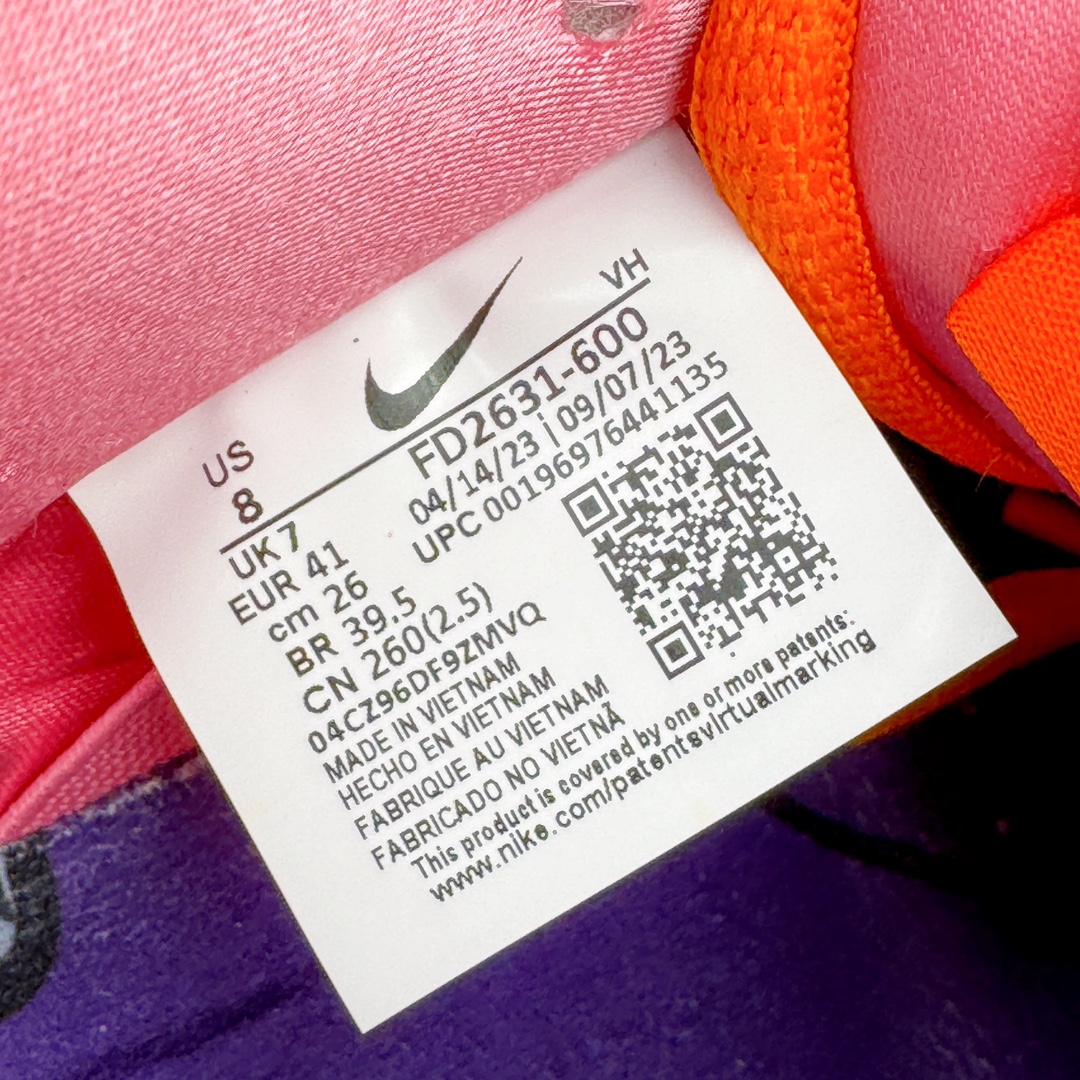 VH
US
8
FD2631-600
04/14/23 | 09/07/23
UPC 00196976441135
UK 7
EUR 41
cm 26
BR 39.5
CN 260(2.5)
04CZ96DF9ZMVQ
MADE IN VIETNAM
HECHO EN VIETNAM
FABRIQUE AU VIETNAM
FABRICADO NO VIETNÃ
This product is covered by one or more patents:
www.nike.com/patentsvirtualmarking